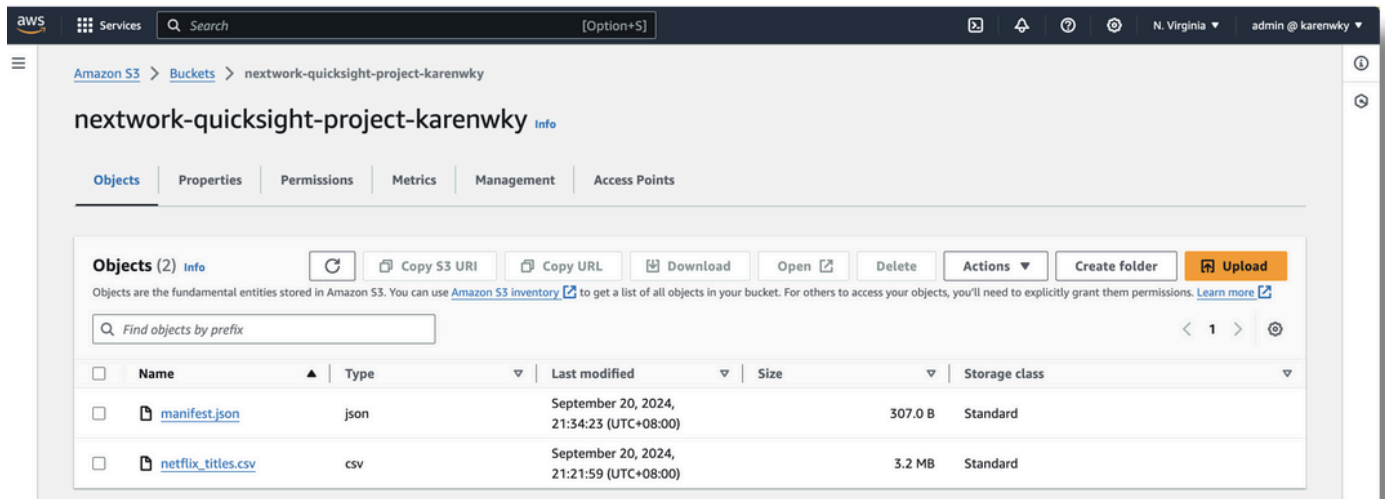 aws Services Search [Option+S] N. Virginia ▼ admin @ karenwky ▼
Amazon S3 > Buckets > nextwork-quicksight-project-karenwky
nextwork-quicksight-project-karenwky Info
Objects Properties Permissions Metrics Management Access Points
Objects (2) Info Copy S3 URI Copy URL Download Open Delete Actions ▼ Create folder Upload
Objects are the fundamental entities stored in Amazon S3. You can use Amazon S3 inventory to get a list of all objects in your bucket. For others to access your objects, you'll need to explicitly grant them permissions. Learn more
Find objects by prefix < 1 >
Name ▲ Type Last modified Size Storage class
manifest.json json September 20, 2024, 21:34:23 (UTC+08:00) 307.0 B Standard
netflix_titles.csv csv September 20, 2024, 21:21:59 (UTC+08:00) 3.2 MB Standard